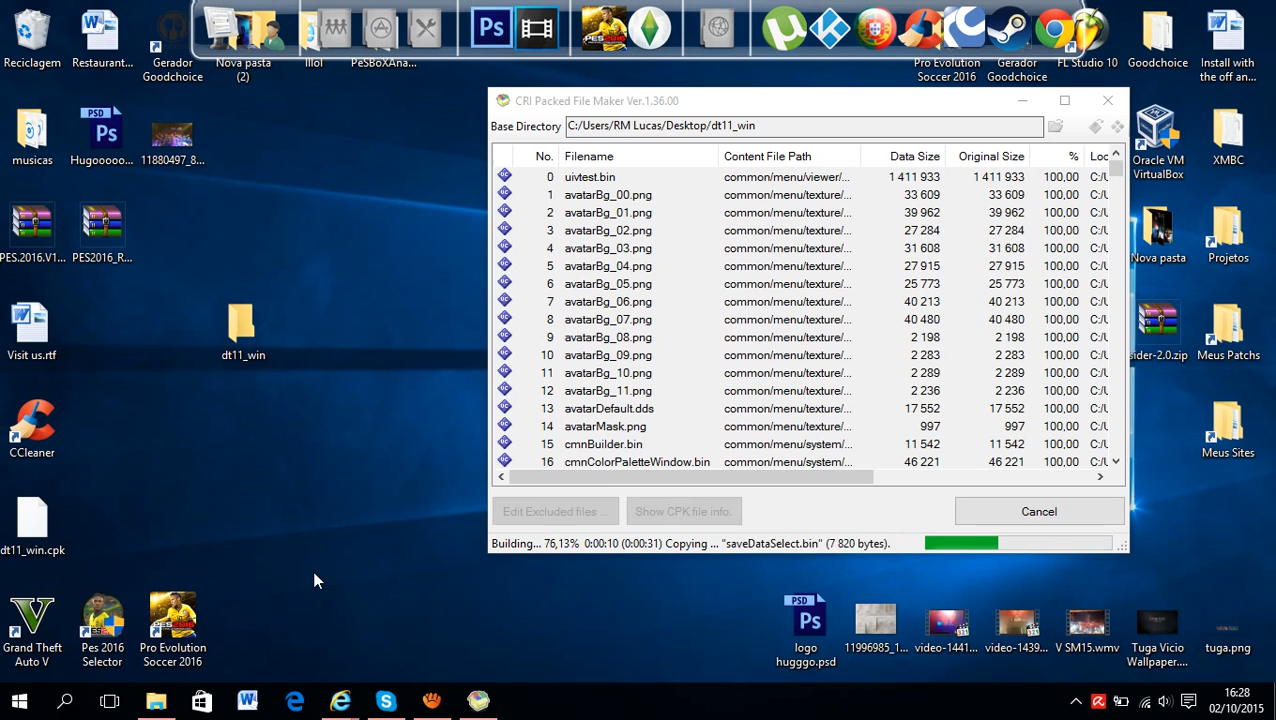 Reciclagem
Restaurant...
Gerador Goodchoice
Nova pasta (2)
lllol
PeSBoXAna...
Ps
PES2016
Pro Evolution Soccer 2016
Gerador Goodchoice
FL Studio 10
Goodchoice
Install with the off an...
musicas
PSD
Ps
Hugooooo...
11880497_8...
PES.2016.V1...
PES2016_R...
Visit us.rtf
dt11_win
CCleaner
dt11_win.cpk
Grand Theft Auto V
Pes 2016 Selector
Pro Evolution Soccer 2016
CRI Packed File Maker Ver.1.36.00
Base Directory C:/Users/RM Lucas/Desktop/dt11_win
No. Filename Content File Path Data Size Original Size % Loc
0 uivtest.bin common/menu/viewer/... 1 411 933 1 411 933 100,00 C:/U
1 avatarBg_00.png common/menu/texture/... 33 609 33 609 100,00 C:/U
2 avatarBg_01.png common/menu/texture/... 39 962 39 962 100,00 C:/U
3 avatarBg_02.png common/menu/texture/... 27 284 27 284 100,00 C:/U
4 avatarBg_03.png common/menu/texture/... 31 608 31 608 100,00 C:/U
5 avatarBg_04.png common/menu/texture/... 27 915 27 915 100,00 C:/U
6 avatarBg_05.png common/menu/texture/... 25 773 25 773 100,00 C:/U
7 avatarBg_06.png common/menu/texture/... 40 213 40 213 100,00 C:/U
8 avatarBg_07.png common/menu/texture/... 40 480 40 480 100,00 C:/U
9 avatarBg_08.png common/menu/texture/... 2 198 2 198 100,00 C:/U
10 avatarBg_09.png common/menu/texture/... 2 283 2 283 100,00 C:/U
11 avatarBg_10.png common/menu/texture/... 2 289 2 289 100,00 C:/U
12 avatarBg_11.png common/menu/texture/... 2 236 2 236 100,00 C:/U
13 avatarDefault.dds common/menu/texture/... 17 552 17 552 100,00 C:/U
14 avatarMask.png common/menu/texture/... 997 997 100,00 C:/U
15 cmnBuilder.bin common/menu/system/... 11 542 11 542 100,00 C:/U
16 cmnColorPaletteWindow.bin common/menu/system/... 46 221 46 221 100,00 C:/U
Edit Excluded files ... Show CPK file info. Cancel
Building... 76,13% 0:00:10 (0:00:31) Copying ... "saveDataSelect.bin" (7 820 bytes).
Oracle VM VirtualBox
XMBC
Nova pasta
Projetos
sider-2.0.zip
Meus Patchs
Meus Sites
PSD
Ps
logo hugggo.psd
11996985_1...
video-1441...
video-1439...
V SM15.wmv
Tuga Vicio Wallpaper....
tuga.png
16:28
02/10/2015